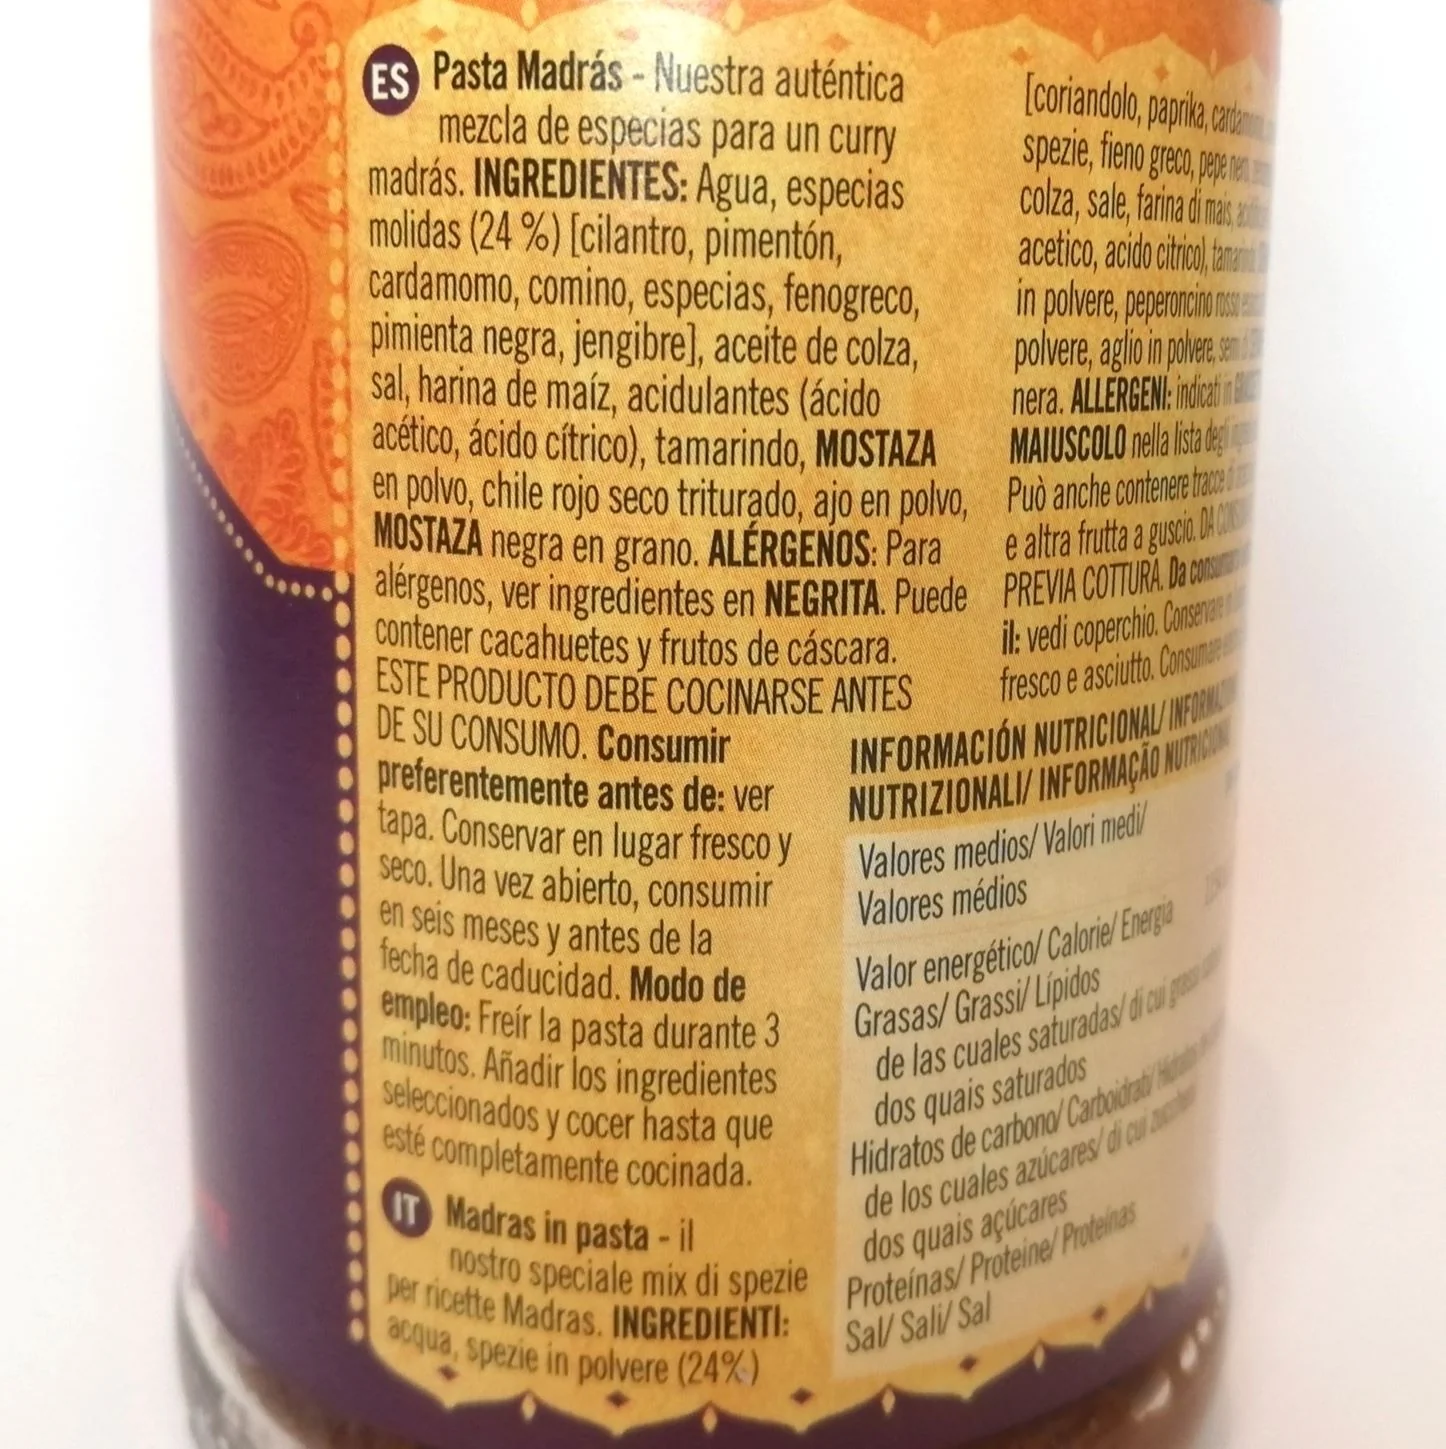 ES Pasta Madrás - Nuestra auténtica
mezcla de especias para un curry
madrás. INGREDIENTES: Agua, especias
molidas (24 %) [cilantro, pimentón,
cardamomo, comino, especias, fenogreco,
pimienta negra, jengibre], aceite de colza,
sal, harina de maíz, acidulantes (ácido
acético, ácido cítrico), tamarindo, MOSTAZA
en polvo, chile rojo seco triturado, ajo en polvo,
MOSTAZA negra en grano. ALÉRGENOS: Para
alérgenos, ver ingredientes en NEGRITA. Puede
contener cacahuetes y frutos de cáscara.
ESTE PRODUCTO DEBE COCINARSE ANTES
DE SU CONSUMO. Consumir
preferentemente antes de: ver
tapa. Conservar en lugar fresco y
seco. Una vez abierto, consumir
en seis meses y antes de la
fecha de caducidad. Modo de
empleo: Freír la pasta durante 3
minutos. Añadir los ingredientes
seleccionados y cocer hasta que
esté completamente cocinada.
IT Madras in pasta - il
nostro speciale mix di spezie
per ricette Madras. INGREDIENTI:
acqua, spezie in polvere (24%)
[coriandolo, paprika,
spezie, fieno greco, pepe
colza, sale, farina di mais,
acetico, acido citrico),
in polvere, peperoncino rosso
polvere, aglio in polvere,
nera. ALLERGENI: indicati in
MAIUSCOLO nella lista degli
Può anche contenere tracce di
e altra frutta a guscio. DA
PREVIA COTTURA. Da
il: vedi coperchio. Conservare
fresco e asciutto. Consumare
INFORMACIÓN NUTRICIONAL/
NUTRIZIONALI/ INFORMAÇÃO
Valores medios/ Valori medi/
Valores médios
Valor energético/ Calorie/ Energia
Grasas/ Grassi/ Lípidos
de las cuales saturadas/ di cui
dos quais saturados
Hidratos de carbono/ Carboidrati/
de los cuales azúcares/ di cui
dos quais açúcares
Proteínas/ Proteine/ Proteínas
Sal/ Sali/ Sal